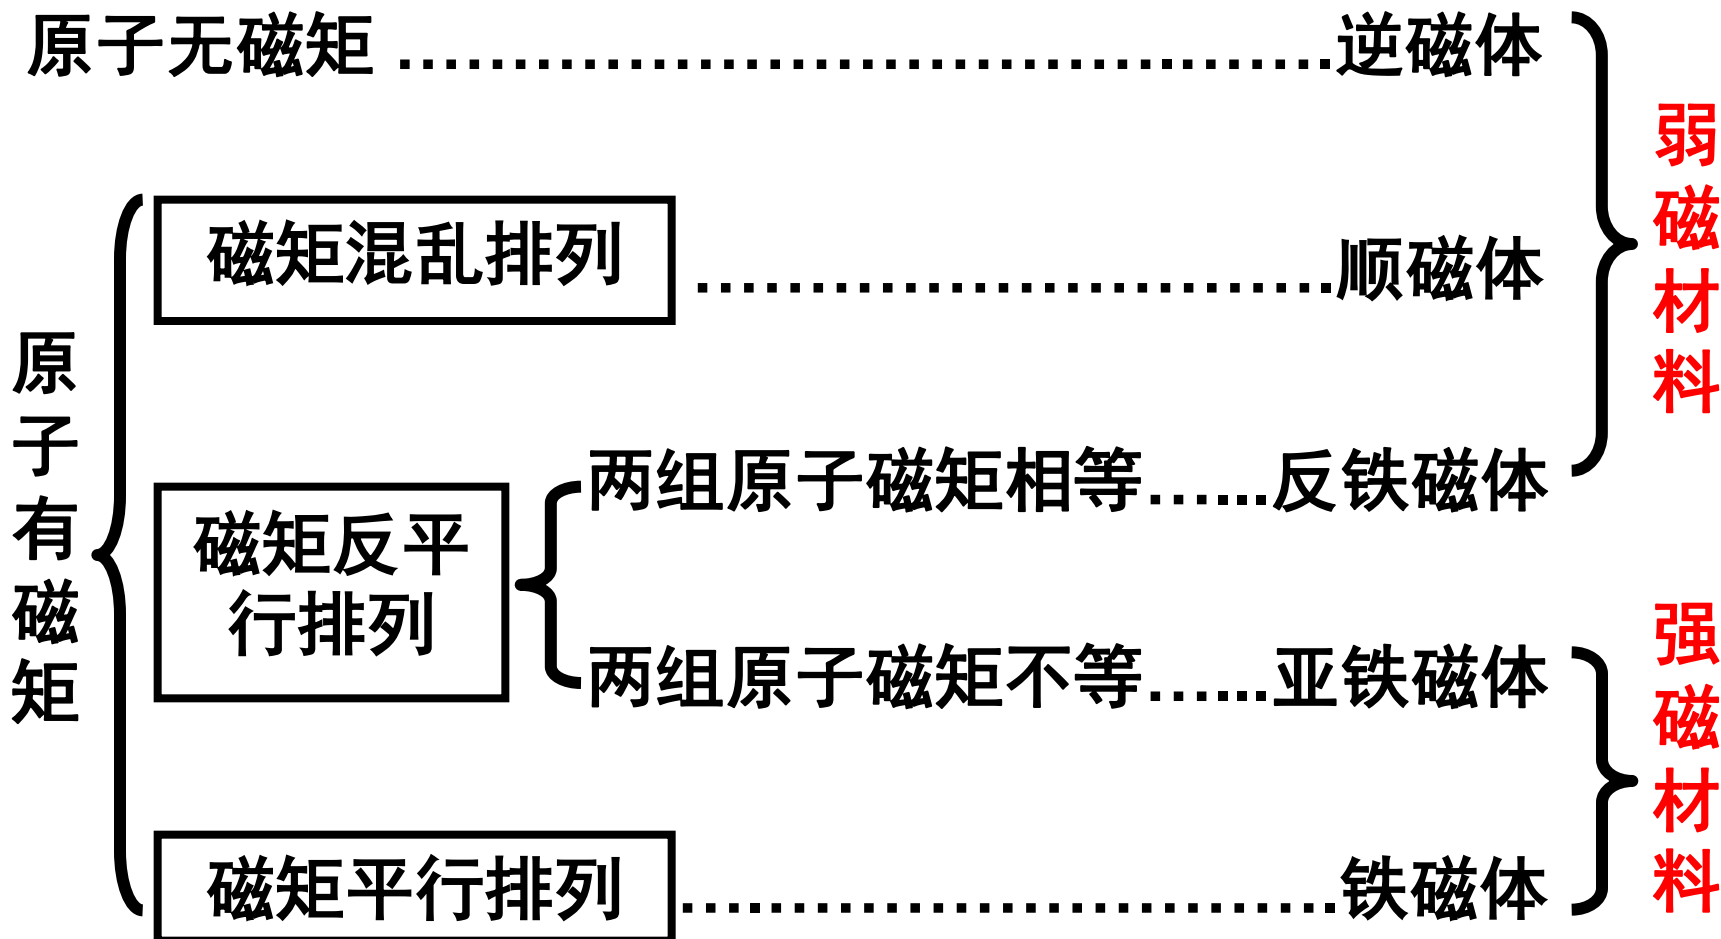 原子无磁矩……………………………………逆磁体
弱磁材料
磁矩混乱排列
…………………………顺磁体
原子有磁矩
两组原子磁矩相等……反铁磁体
磁矩反平
行排列
两组原子磁矩不等……亚铁磁体
强磁材料
磁矩平行排列…………………………铁磁体